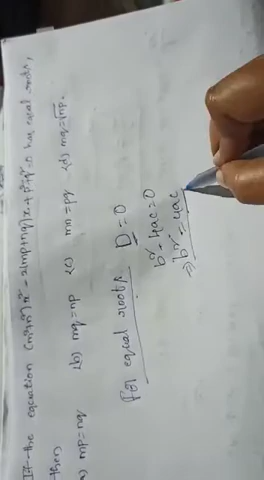 If the equation (m²+n²)x² - 2(mp+nq)x + p²+q²=0 has equal roots,
then
a) mp=nq (b) mq=np (c) mn=pq (d) mq=√np.
For equal roots, D=0
b²-4ac=0
⇒ b²=4ac